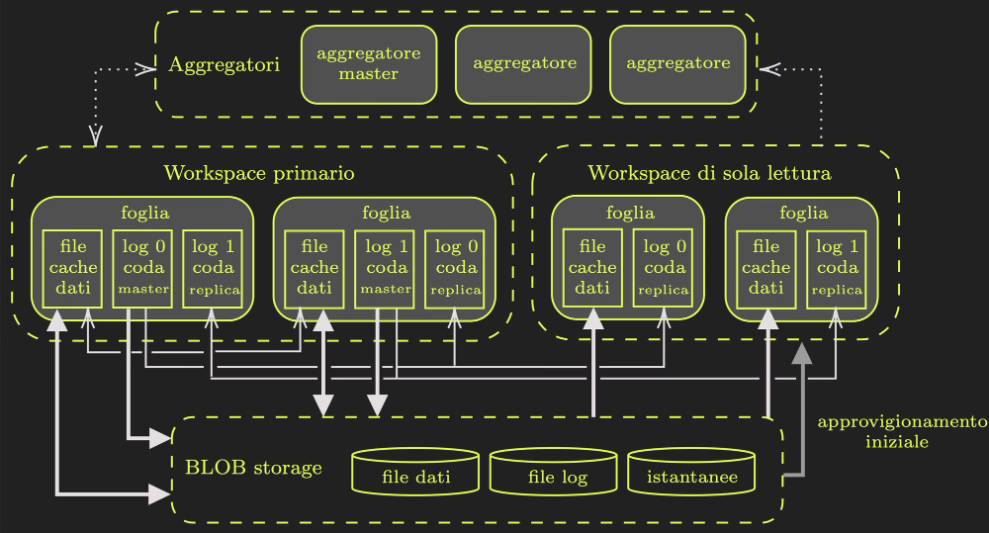 Aggregatori
aggregatore
master
aggregatore
aggregatore
Workspace primario
foglia
file
cache
dati
log 0
coda
master
log 1
coda
replica
foglia
file
cache
dati
log 1
coda
master
log 0
coda
replica
Workspace di sola lettura
foglia
file
cache
dati
log 0
coda
replica
foglia
file
cache
dati
log 1
coda
replica
approvigionamento
iniziale
BLOB storage
file dati
file log
istantanee